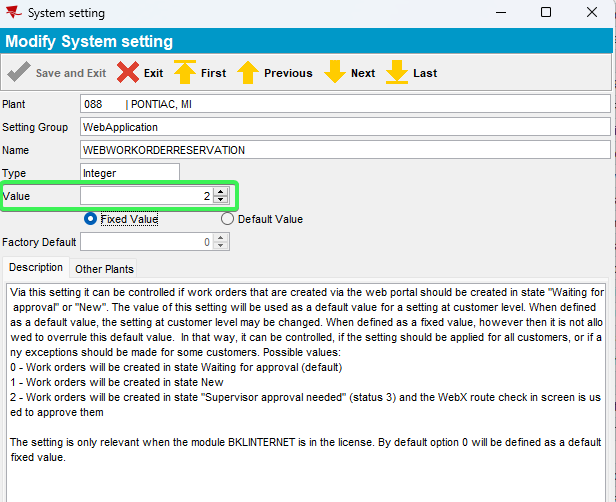 System setting
Modify System setting
Save and Exit Exit First Previous Next Last
Plant 088 | PONTIAC, MI
Setting Group WebApplication
Name WEBWORKORDERRESERVATION
Type Integer
Value 2
Fixed Value Default Value
Factory Default 0
Description Other Plants
Via this setting it can be controlled if work orders that are created via the web portal should be created in state "Waiting for
approval" or "New". The value of this setting will be used as a default value for a setting at customer level. When defined
as a default value, the setting at customer level may be changed. When defined as a fixed value, however then it is not allo
wed to overrule this default value. In that way, it can be controlled, if the setting should be applied for all customers, or if a
ny exceptions should be made for some customers. Possible values:
0 - Work orders will be created in state Waiting for approval (default)
1 - Work orders will be created in state New
2 - Work orders will be created in state "Supervisor approval needed" (status 3) and the WebX route check in screen is us
ed to approve them
The setting is only relevant when the module BKLINTERNET is in the license. By default option 0 will be defined as a default
fixed value.